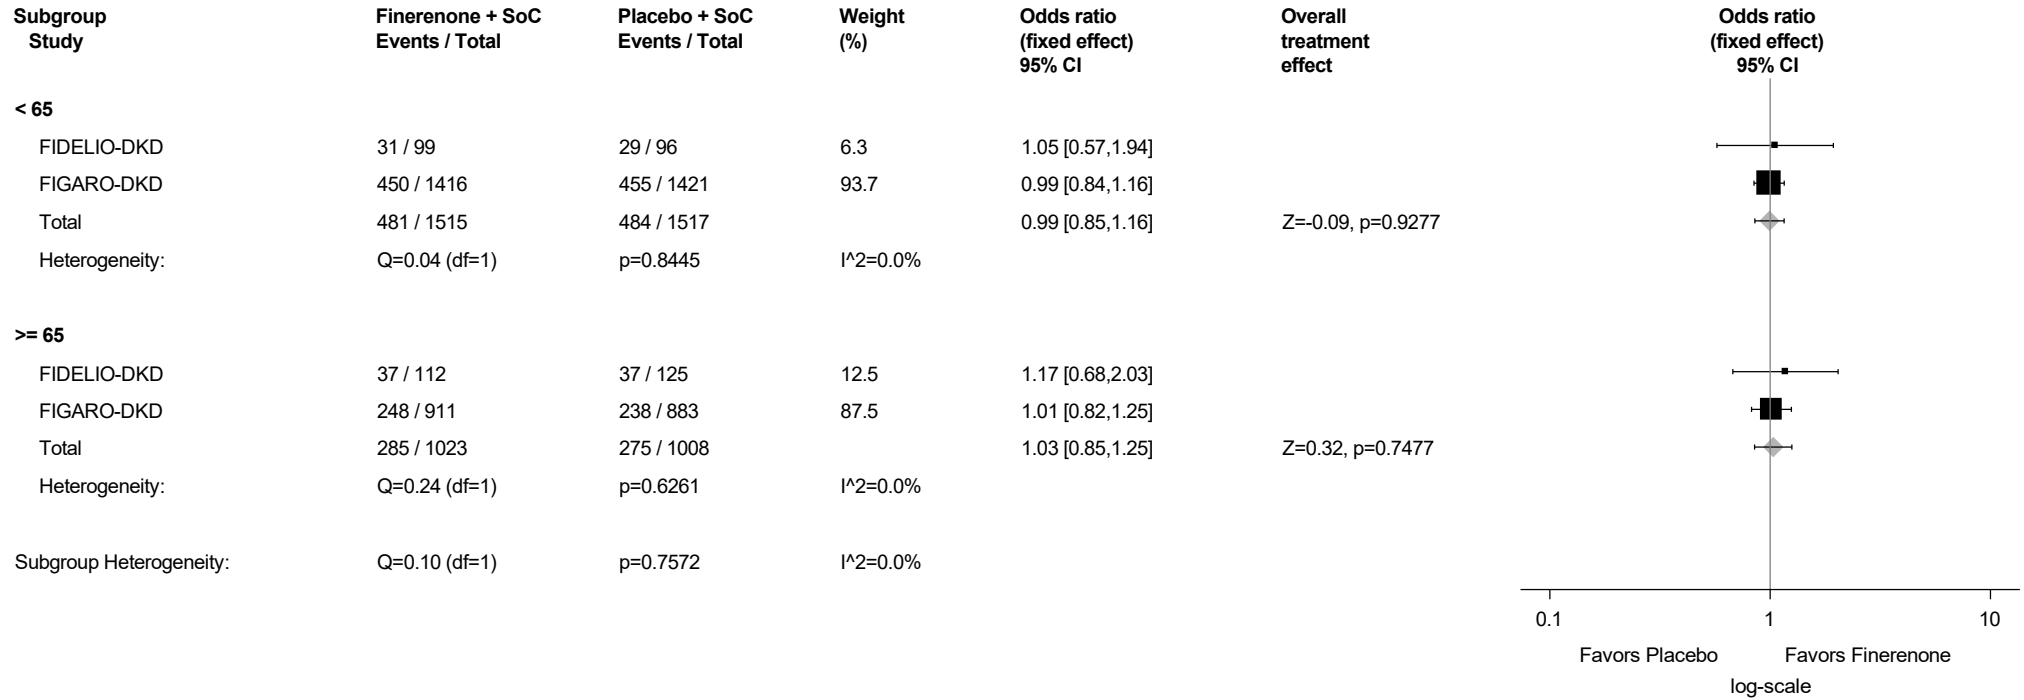 Subgroup Finerenone + SoC Placebo + SoC Weight Odds ratio Overall Odds ratio
Study Events / Total Events / Total (%) (fixed effect) treatment (fixed effect)
95% CI effect 95% CI
< 65
FIDELIO-DKD 31 / 99 29 / 96 6.3 1.05 [0.57,1.94]
FIGARO-DKD 450 / 1416 455 / 1421 93.7 0.99 [0.84,1.16]
Total 481 / 1515 484 / 1517 0.99 [0.85,1.16] Z=-0.09, p=0.9277
Heterogeneity: Q=0.04 (df=1) p=0.8445 I^2=0.0%
>= 65
FIDELIO-DKD 37 / 112 37 / 125 12.5 1.17 [0.68,2.03]
FIGARO-DKD 248 / 911 238 / 883 87.5 1.01 [0.82,1.25]
Total 285 / 1023 275 / 1008 1.03 [0.85,1.25] Z=0.32, p=0.7477
Heterogeneity: Q=0.24 (df=1) p=0.6261 I^2=0.0%
Subgroup Heterogeneity: Q=0.10 (df=1) p=0.7572 I^2=0.0%
0.1 1 10
Favors Placebo Favors Finerenone
log-scale